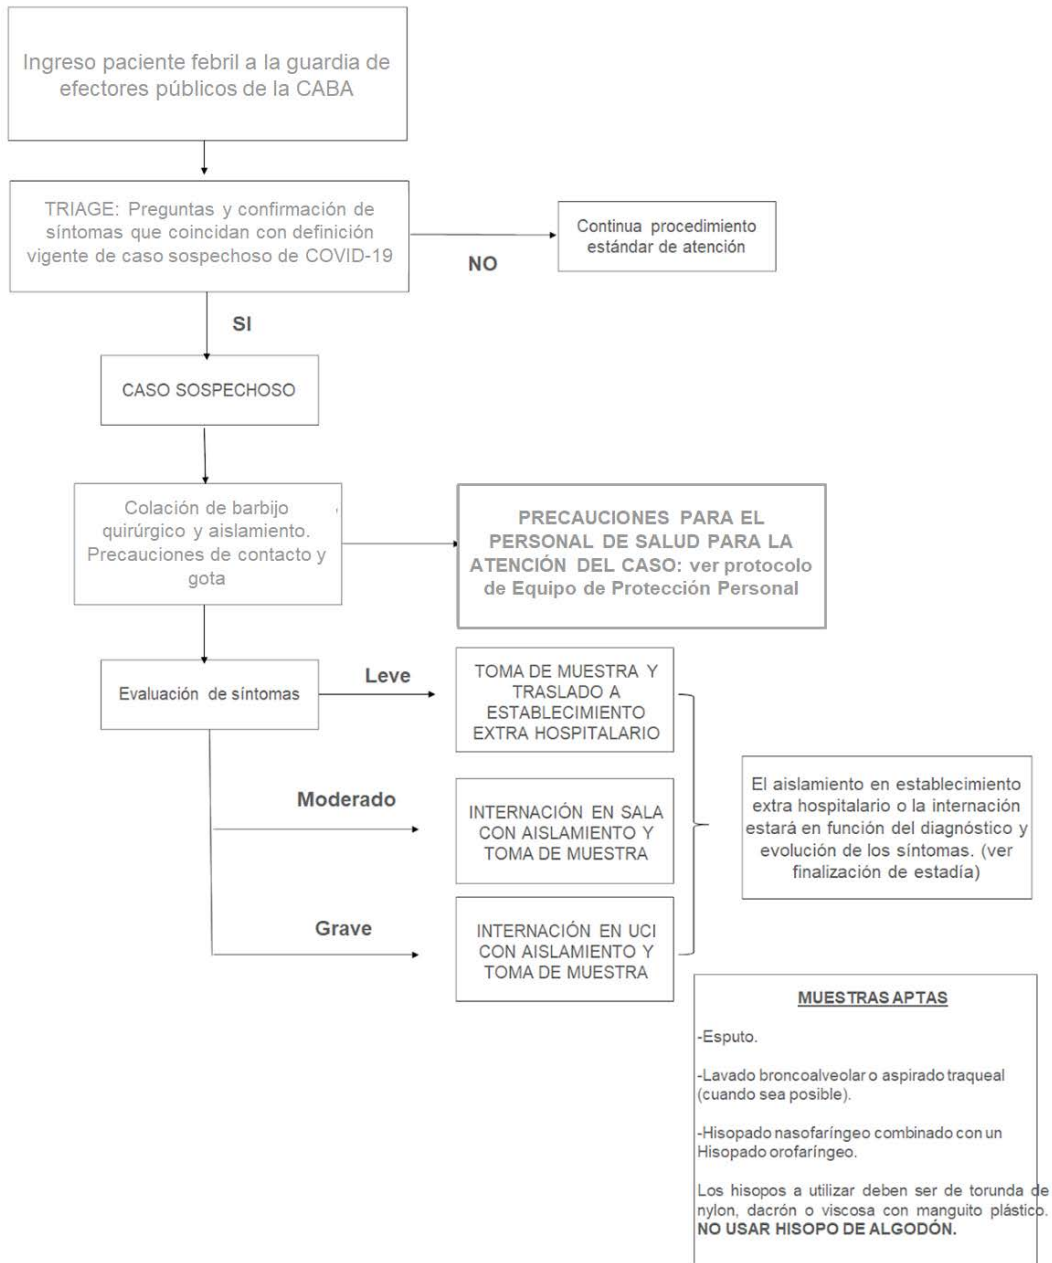 Ingreso paciente febril a la guardia de
efectores públicos de la CABA
TRIAGE: Preguntas y confirmación de
síntomas que coincidan con definición
vigente de caso sospechoso de COVID-19
NO
Continua procedimiento
estándar de atención
SI
CASO SOSPECHOSO
Colación de barbijo
quirúrgico y aislamiento.
Precauciones de contacto y
gota
PRECAUCIONES PARA EL
PERSONAL DE SALUD PARA LA
ATENCIÓN DEL CASO: ver protocolo
de Equipo de Protección Personal
Evaluación de síntomas
Leve
TOMA DE MUESTRA Y
TRASLADO A
ESTABLECIMIENTO
EXTRA HOSPITALARIO
Moderado
INTERNACIÓN EN SALA
CON AISLAMIENTO Y
TOMA DE MUESTRA
Grave
INTERNACIÓN EN UCI
CON AISLAMIENTO Y
TOMA DE MUESTRA
El aislamiento en establecimiento
extra hospitalario o la internación
estará en función del diagnóstico y
evolución de los síntomas. (ver
finalización de estadía)
MUESTRAS APTAS
-Esputo.
-Lavado broncoalveolar o aspirado traqueal
(cuando sea posible).
-Hisopado nasofaríngeo combinado con un
Hisopado orofaríngeo.
Los hisopos a utilizar deben ser de torunda de
nylon, dacrón o viscosa con manguito plástico.
NO USAR HISOPO DE ALGODÓN.